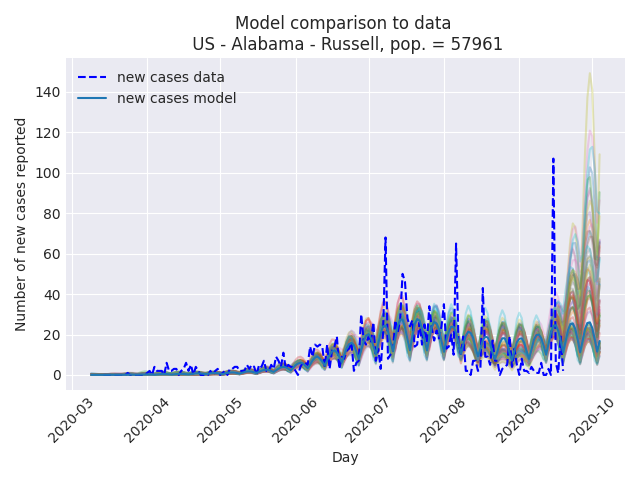 Model comparison to data
US - Alabama - Russell, pop. = 57961
new cases data
new cases model
Number of new cases reported
140
120
100
80
60
40
20
0
2020-03
2020-04
2020-05
2020-06
2020-07
2020-08
2020-09
2020-10
Day